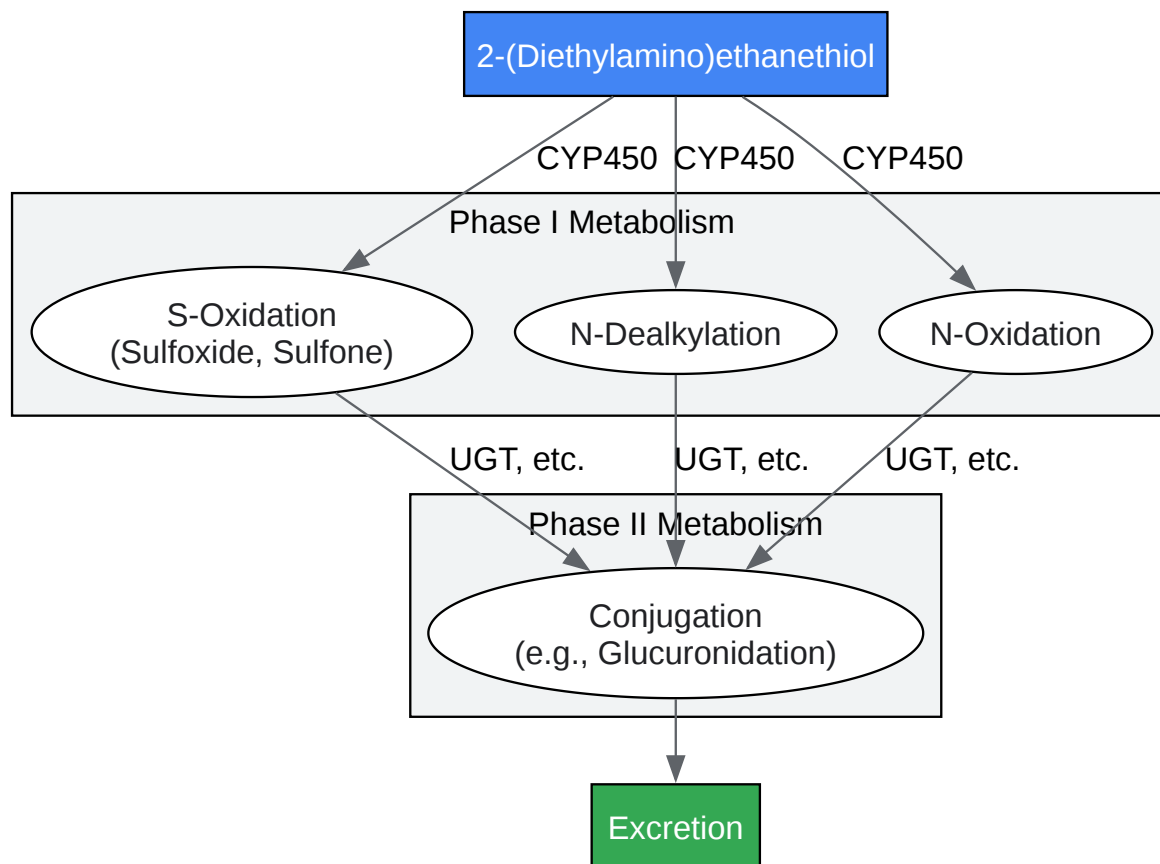 2-(Diethylamino)ethanethiol
CYP450
CYP450
CYP450
Phase I Metabolism
S-Oxidation
(Sulfoxide, Sulfone)
N-Dealkylation
N-Oxidation
UGT, etc.
UGT, etc.
UGT, etc.
Phase II Metabolism
Conjugation
(e.g., Glucuronidation)
Excretion